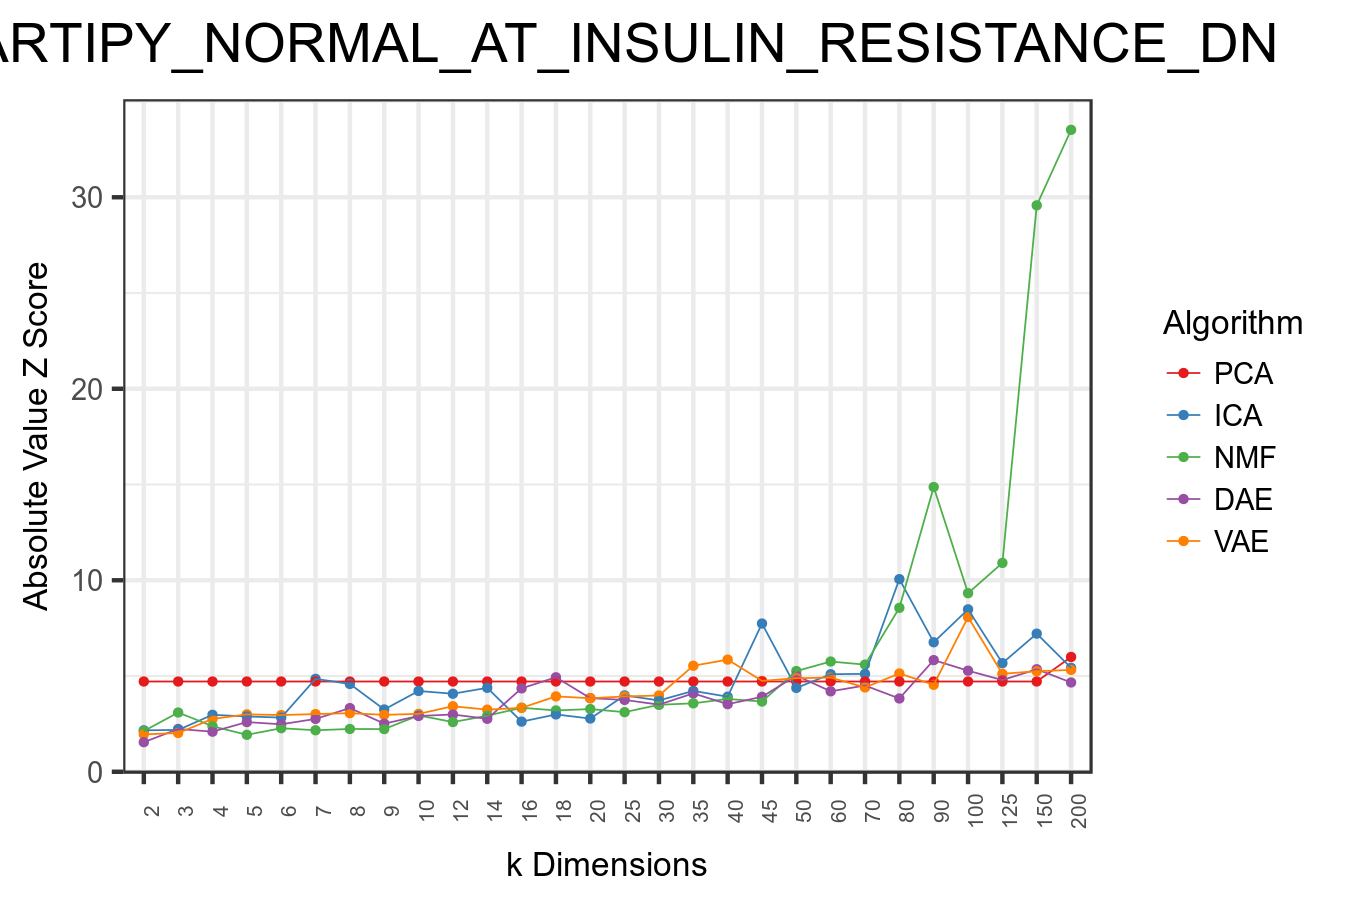 ARTIPY_NORMAL_AT_INSULIN_RESISTANCE_DN
Absolute Value Z Score
30
20
10
0
2 3 4 5 6 7 8 9 10 12 14 16 18 20 25 30 35 40 45 50 60 70 80 90 100 125 150 200
k Dimensions
Algorithm
PCA
ICA
NMF
DAE
VAE